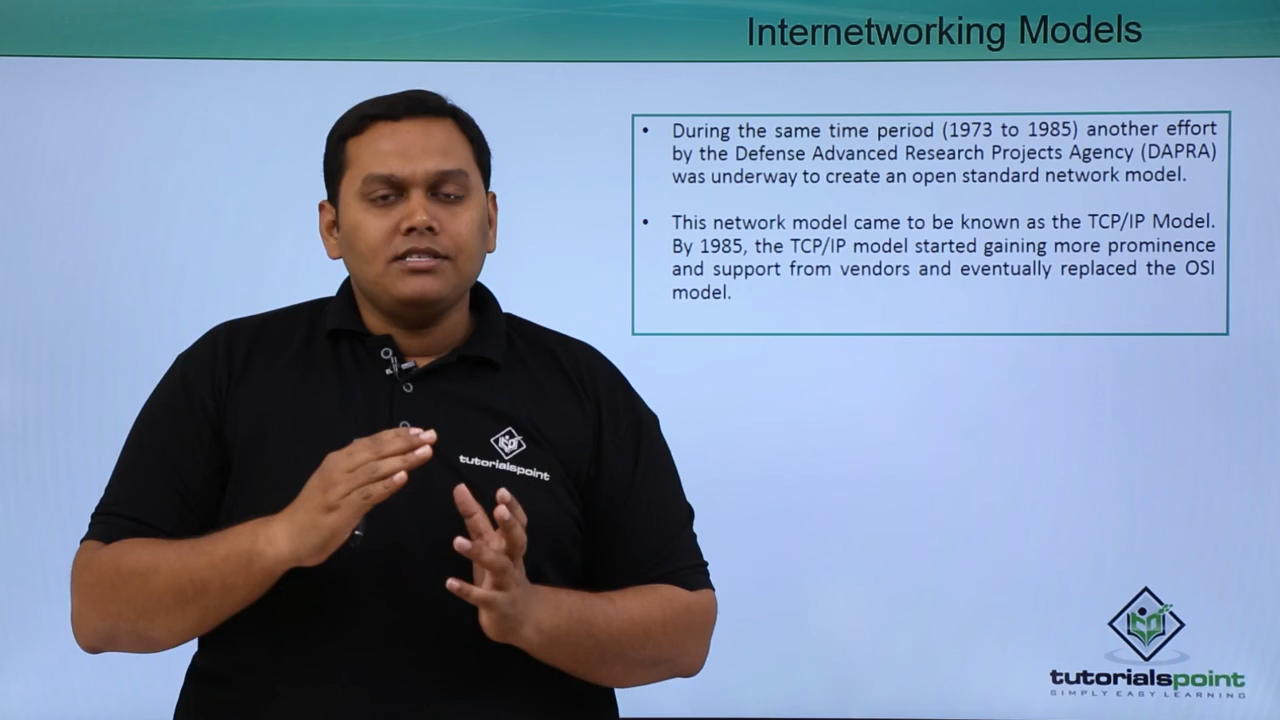 Internetworking Models
• During the same time period (1973 to 1985) another effort
by the Defense Advanced Research Projects Agency (DAPRA)
was underway to create an open standard network model.
• This network model came to be known as the TCP/IP Model.
By 1985, the TCP/IP model started gaining more prominence
and support from vendors and eventually replaced the OSI
model.
tutorialspoint
tutorialspoint
SIMPLY EASY LEARNING